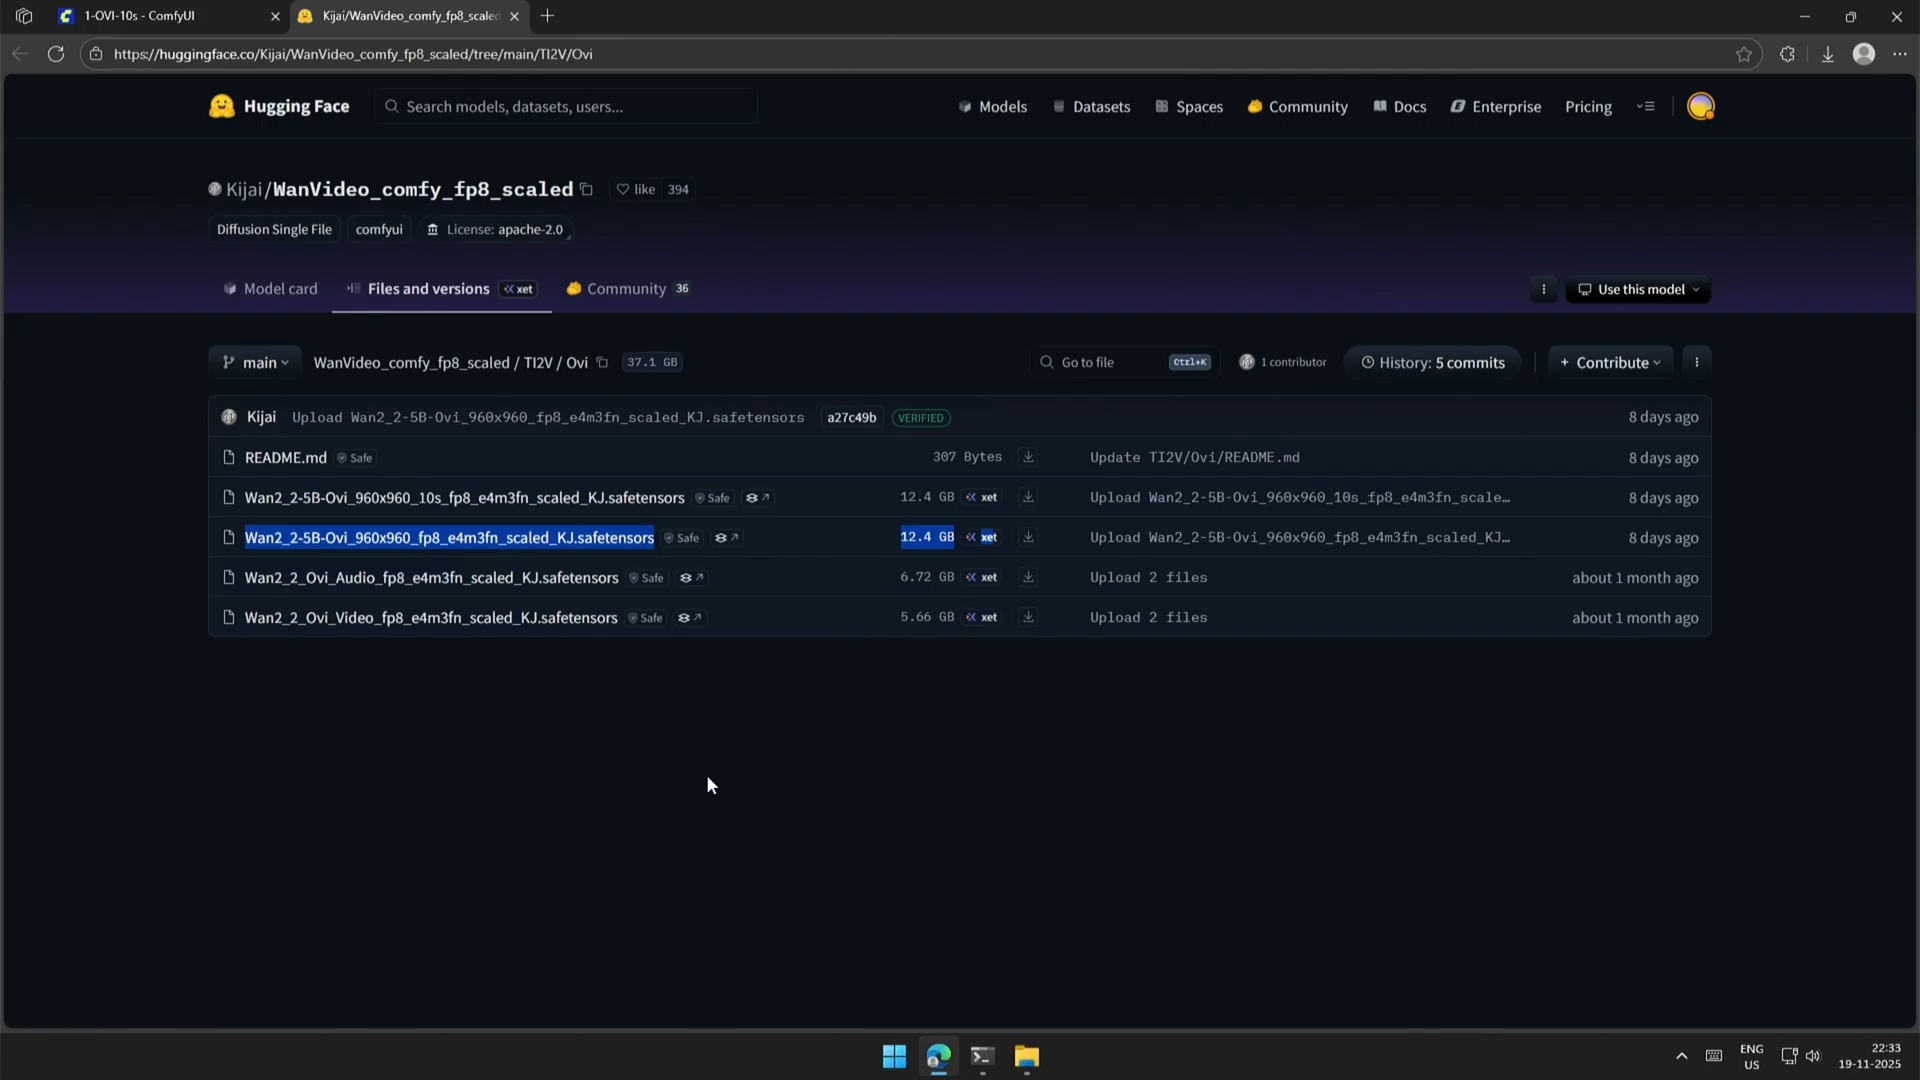 1-OVI-10s - ComfyUI
Kijai/WanVideo_comfy_fp8_scaled
https://huggingface.co/Kijai/WanVideo_comfy_fp8_scaled/tree/main/TI2V/Ovi
Hugging Face
Search models, datasets, users...
Models
Datasets
Spaces
Community
Docs
Enterprise
Pricing
Kijai/WanVideo_comfy_fp8_scaled
like 394
Diffusion Single File
comfyui
License: apache-2.0
Model card
Files and versions
xet
Community 36
Use this model
main
WanVideo_comfy_fp8_scaled / TI2V / Ovi
37.1 GB
Go to file
Ctrl+K
1 contributor
History: 5 commits
+ Contribute
Kijai Upload Wan2_2-5B-Ovi_960x960_fp8_e4m3fn_scaled_KJ.safetensors a27c49b VERIFIED 8 days ago
README.md Safe 307 Bytes Update TI2V/Ovi/README.md 8 days ago
Wan2_2-5B-Ovi_960x960_10s_fp8_e4m3fn_scaled_KJ.safetensors Safe 12.4 GB xet Upload Wan2_2-5B-Ovi_960x960_10s_fp8_e4m3fn_scale... 8 days ago
Wan2_2-5B-Ovi_960x960_fp8_e4m3fn_scaled_KJ.safetensors Safe 12.4 GB xet Upload Wan2_2-5B-Ovi_960x960_fp8_e4m3fn_scaled_KJ... 8 days ago
Wan2_2_Ovi_Audio_fp8_e4m3fn_scaled_KJ.safetensors Safe 6.72 GB xet Upload 2 files about 1 month ago
Wan2_2_Ovi_Video_fp8_e4m3fn_scaled_KJ.safetensors Safe 5.66 GB xet Upload 2 files about 1 month ago
ENG
US
22:33
19-11-2025